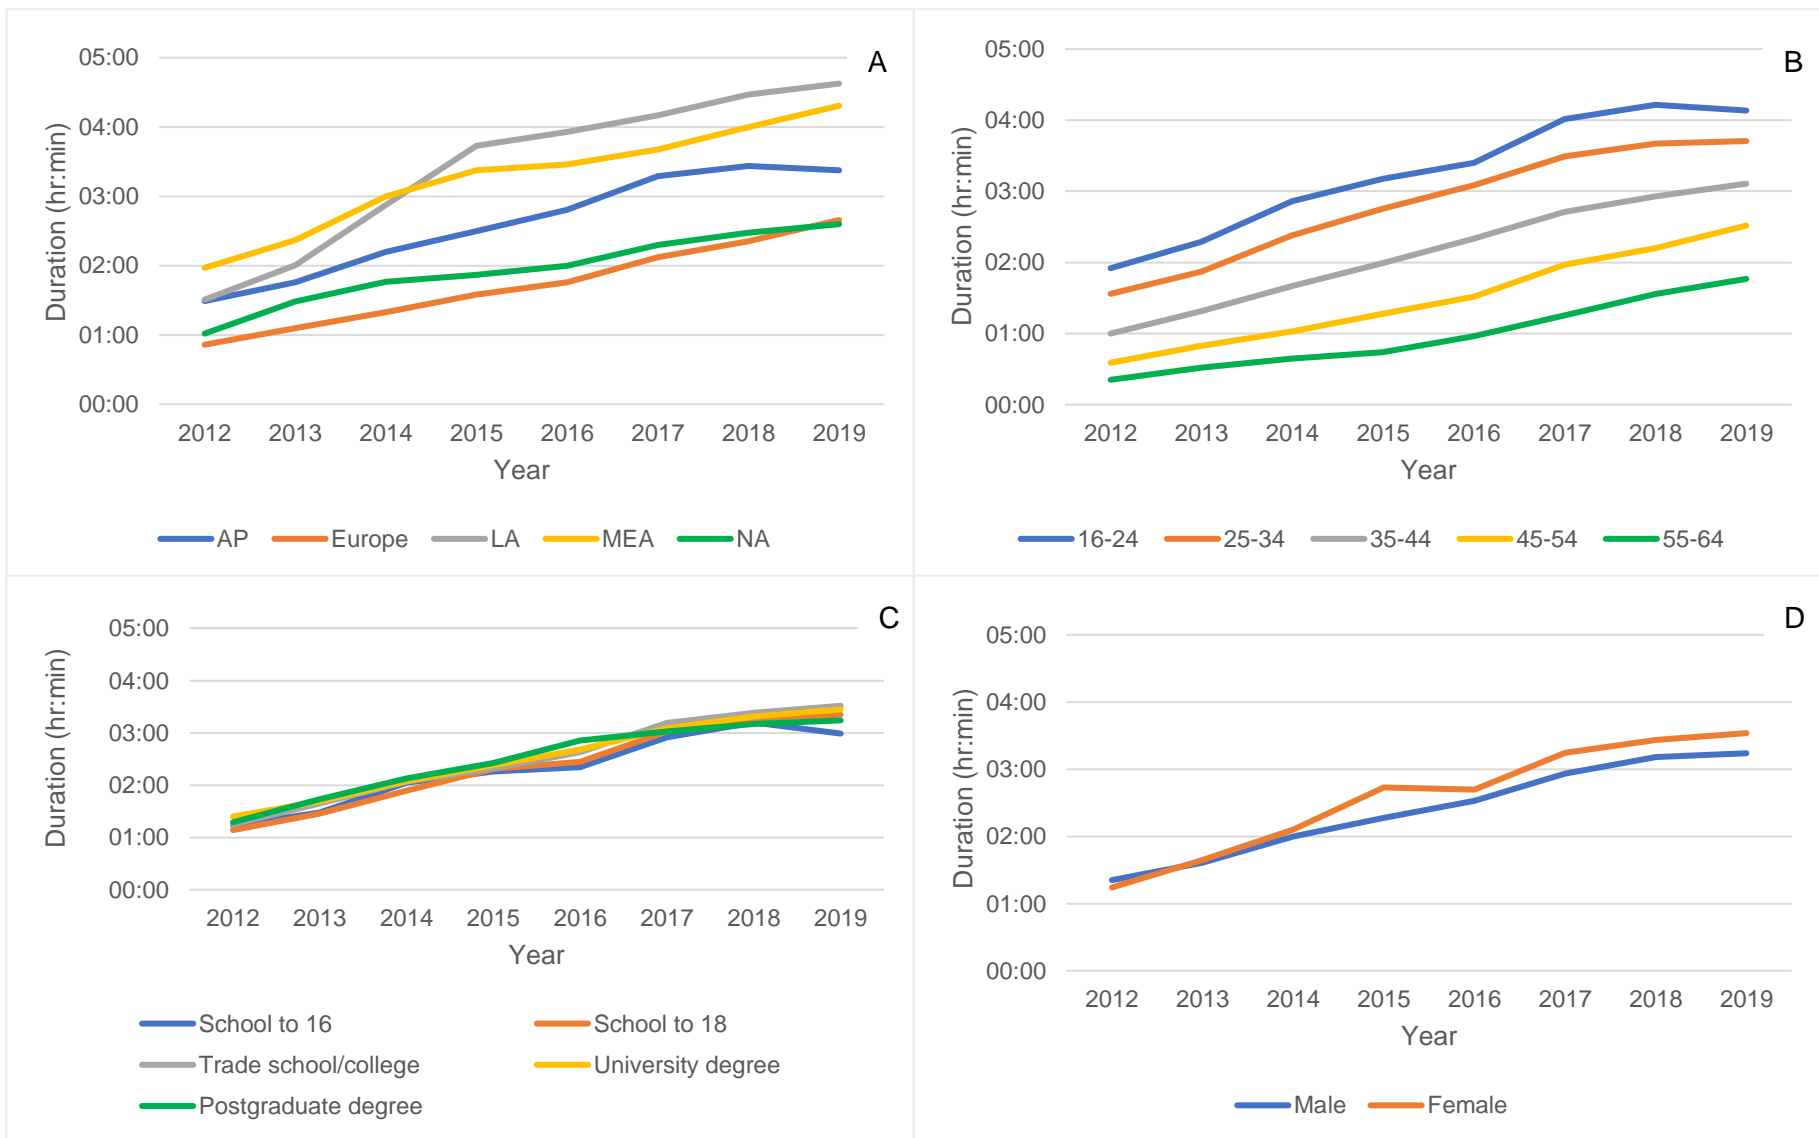 A
05:00
04:00
03:00
02:00
01:00
00:00
Duration (hr:min)
2012 2013 2014 2015 2016 2017 2018 2019
Year
AP Europe LA MEA NA
B
05:00
04:00
03:00
02:00
01:00
00:00
Duration (hr:min)
2012 2013 2014 2015 2016 2017 2018 2019
Year
16-24 25-34 35-44 45-54 55-64
C
05:00
04:00
03:00
02:00
01:00
00:00
Duration (hr:min)
2012 2013 2014 2015 2016 2017 2018 2019
Year
School to 16 School to 18
Trade school/college University degree
Postgraduate degree
D
05:00
04:00
03:00
02:00
01:00
00:00
Duration (hr:min)
2012 2013 2014 2015 2016 2017 2018 2019
Year
Male Female